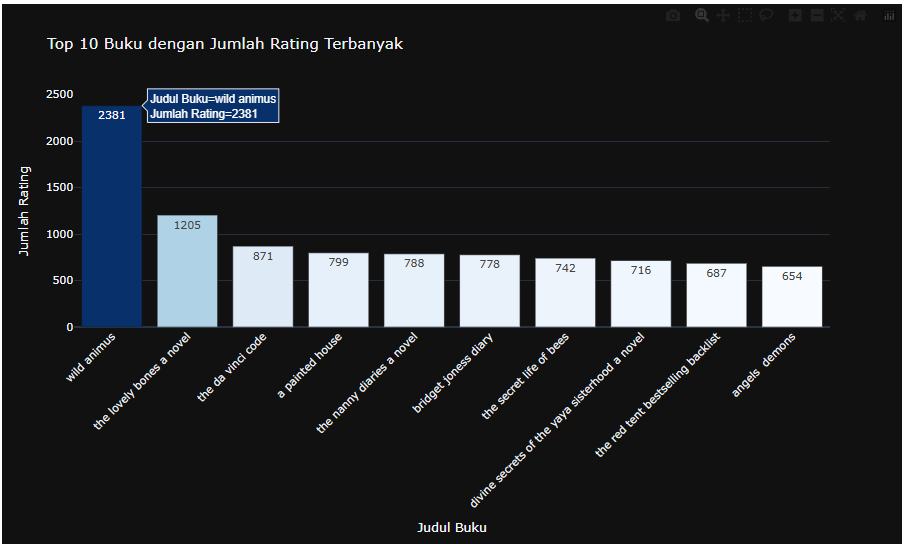 Top 10 Buku dengan Jumlah Rating Terbanyak
Judul Buku=wild animus
Jumlah Rating=2381
Jumlah Rating
2500
2000
1500
1000
500
0
2381
1205
871
799
788
778
742
716
687
654
wild animus
the lovely bones a novel
the da vinci code
a painted house
the nanny diaries a novel
bridget joness diary
the secret life of bees
divine secrets of the yaya sisterhood a novel
the red tent bestselling backlist
angels demons
Judul Buku